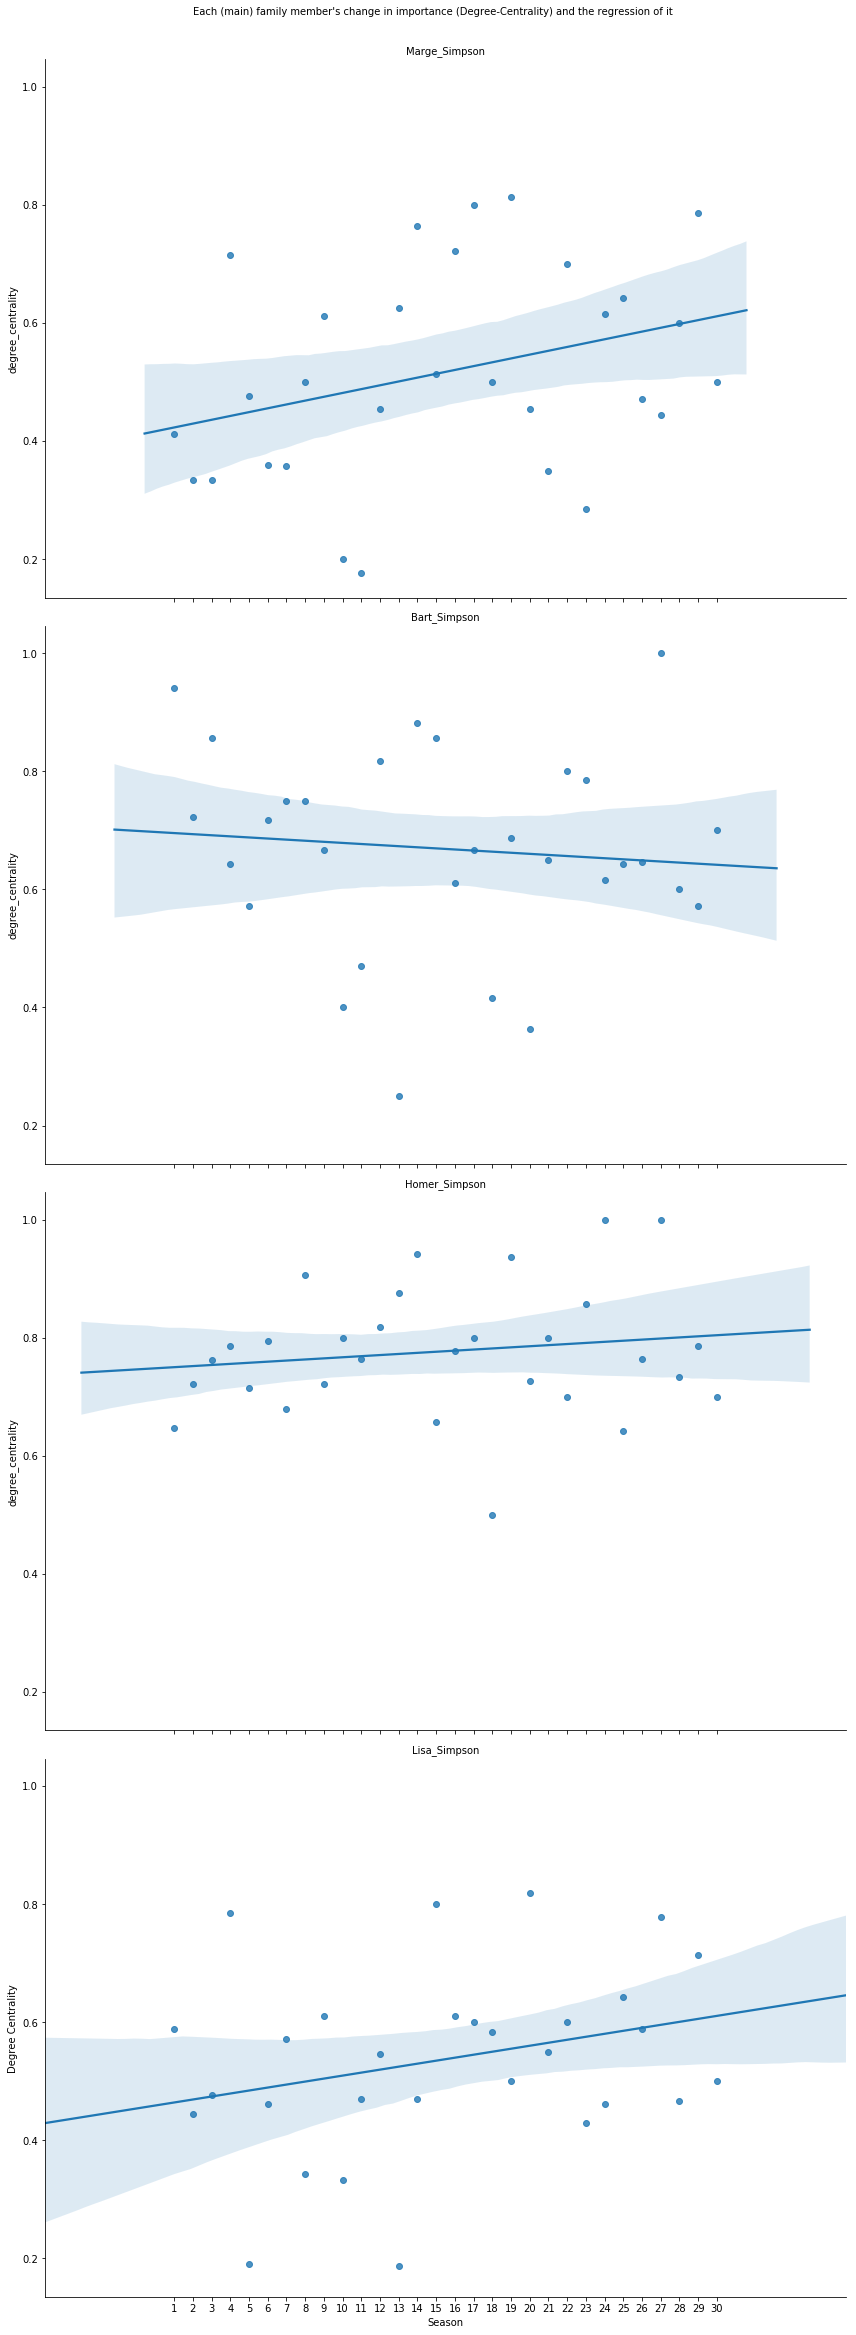 Each (main) family member's change in importance (Degree-Centrality) and the regression of it
Marge_Simpson
1.0
0.8
0.6
0.4
0.2
degree_centrality
Bart_Simpson
1.0
0.8
0.6
0.4
0.2
degree_centrality
Homer_Simpson
1.0
0.8
0.6
0.4
0.2
degree_centrality
Lisa_Simpson
1.0
0.8
0.6
0.4
0.2
Degree Centrality
1 2 3 4 5 6 7 8 9 10 11 12 13 14 15 16 17 18 19 20 21 22 23 24 25 26 27 28 29 30
Season